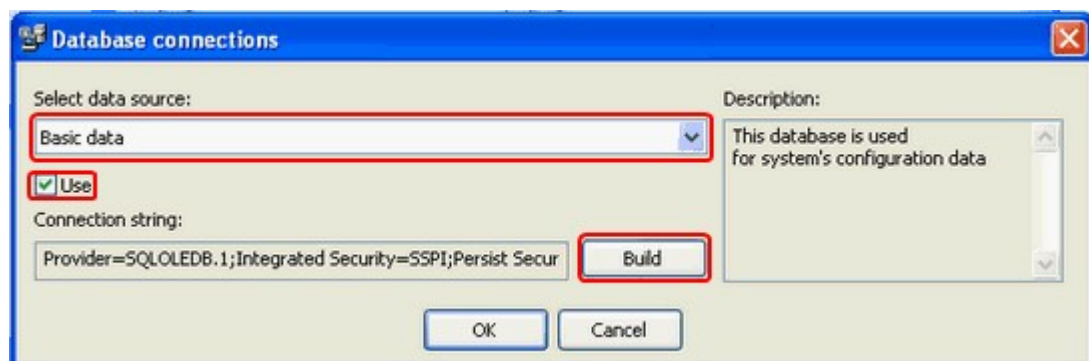 Database connections
Select data source:
Basic data
Use
Connection string:
Provider=SQLOLEDB.1;Integrated Security=SSPI;Persist Secur
Build
Description:
This database is used
for system's configuration data
OK
Cancel